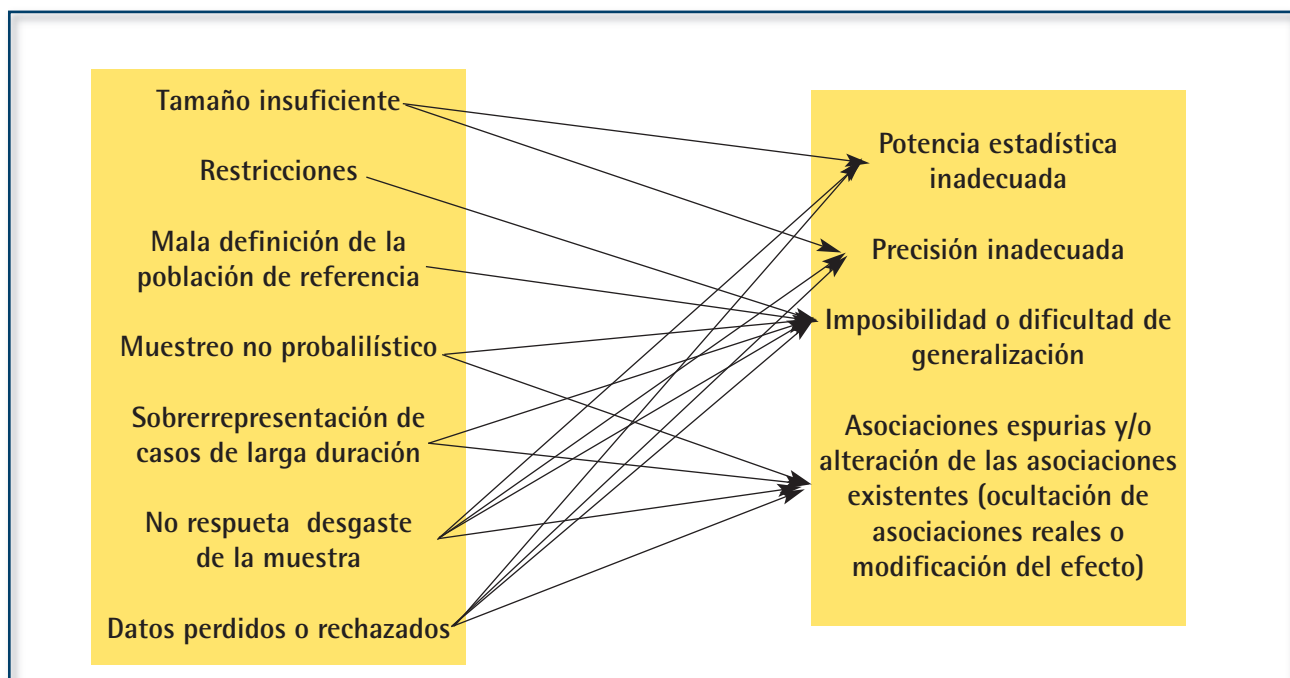 Tamaño insuficiente
Restricciones
Mala definición de la
población de referencia
Muestreo no probalilístico
Sobrerrepresentación de
casos de larga duración
No respueta desgaste
de la muestra
Datos perdidos o rechazados
Potencia estadística
inadecuada
Precisión inadecuada
Imposibilidad o dificultad de
generalización
Asociaciones espurias y/o
alteración de las asociaciones
existentes (ocultación de
asociaciones reales o
modificación del efecto)